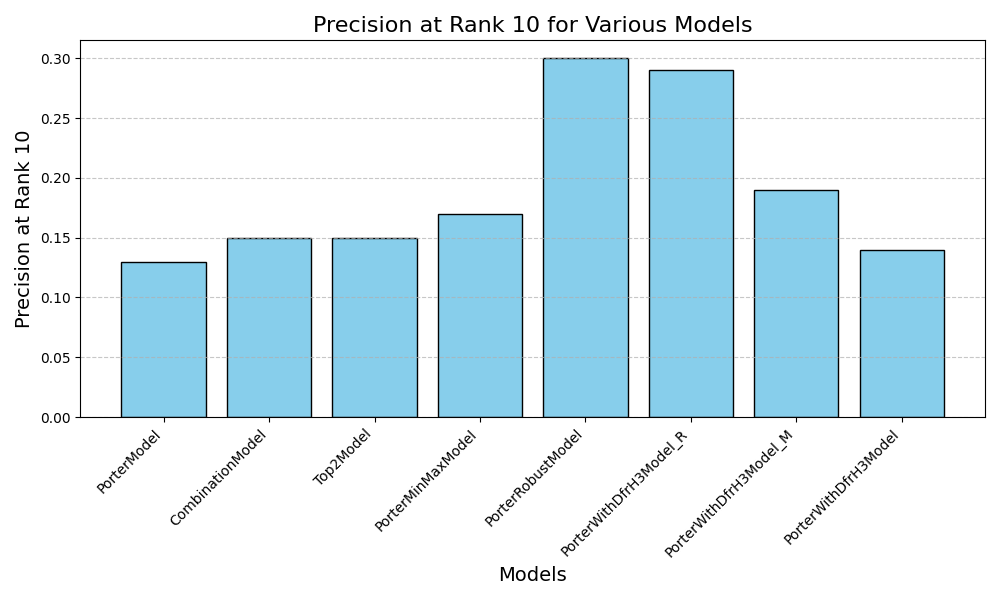 Precision at Rank 10 for Various Models
Precision at Rank 10
0.30
0.25
0.20
0.15
0.10
0.05
0.00
PorterModel
CombinationModel
Top2Model
PorterMinMaxModel
PorterRobustModel
PorterWithDfrH3Model_R
PorterWithDfrH3Model_M
PorterWithDfrH3Model
Models